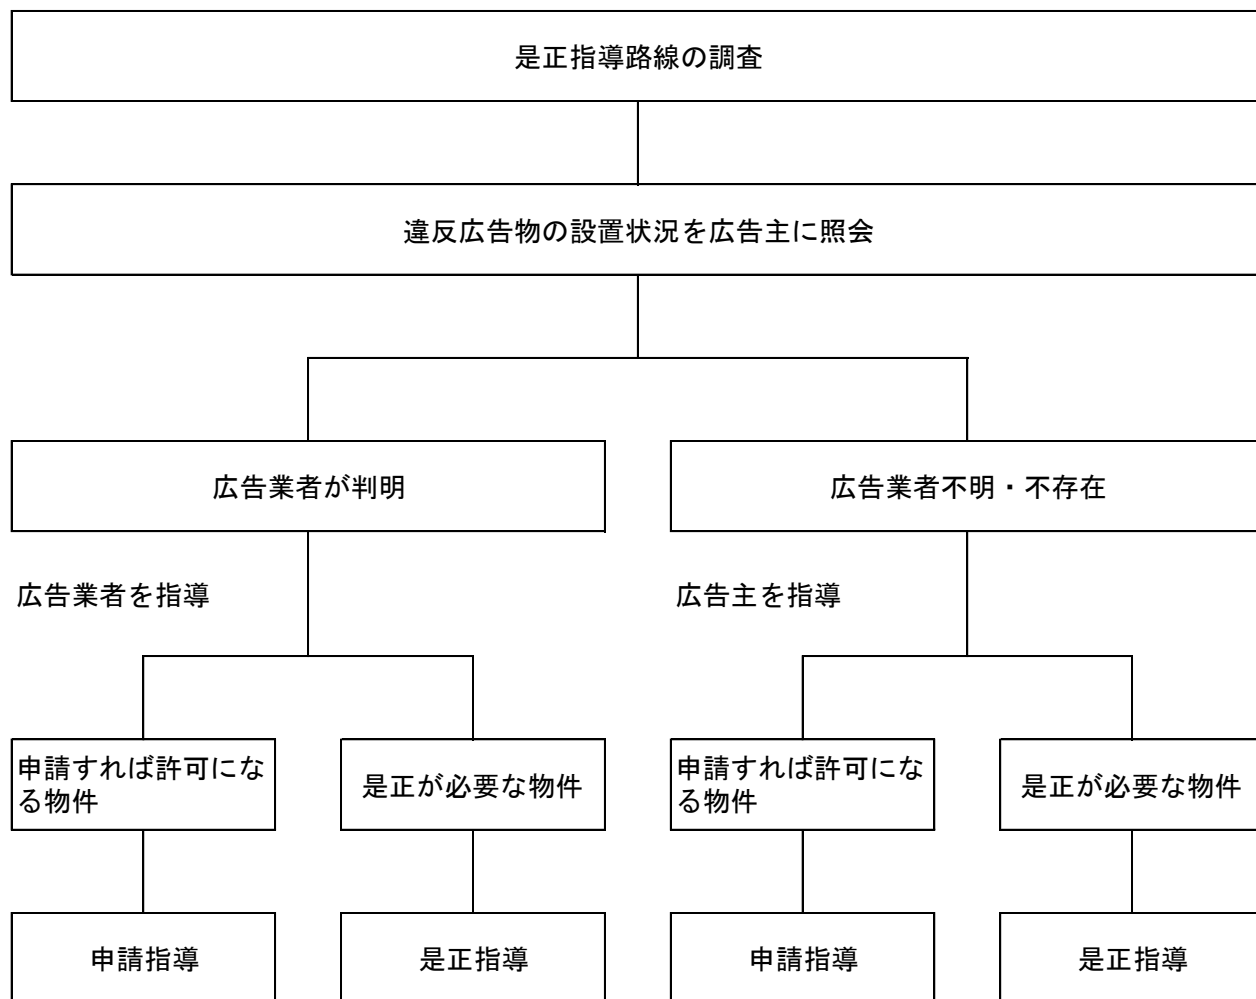 是正指導路線の調査
違反広告物の設置状況を広告主に照会
広告業者が判明
広告業者不明・不存在
広告業者を指導
広告主を指導
申請すれば許可にな
る物件
是正が必要な物件
申請すれば許可にな
る物件
是正が必要な物件
申請指導
是正指導
申請指導
是正指導